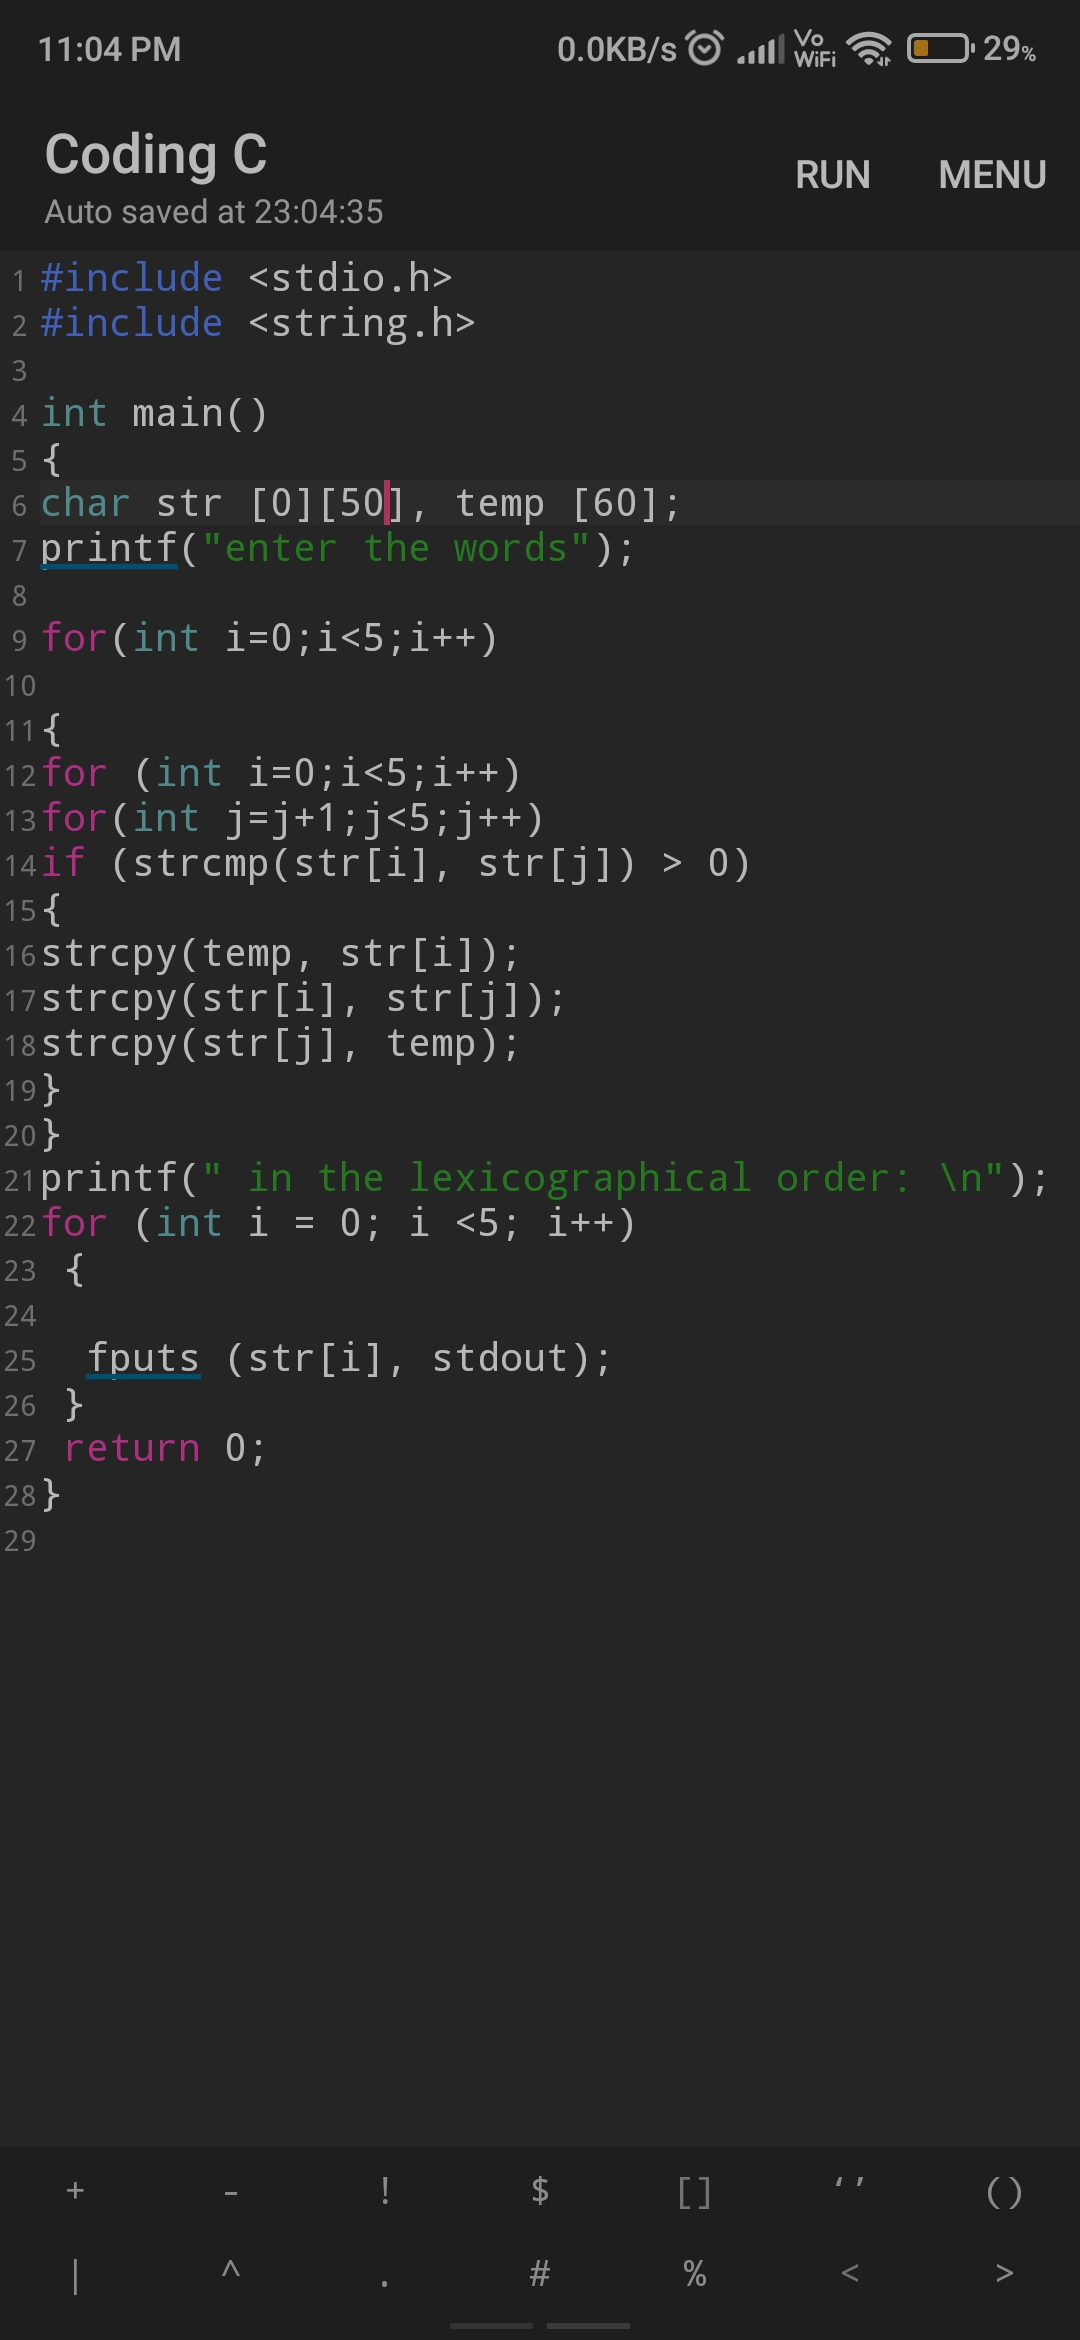 11:04 PM 0.0KB/s Vo WiFi 29%
Coding C
RUN MENU
Auto saved at 23:04:35
1 #include <stdio.h>
2 #include <string.h>
3
4 int main()
5 {
6 char str [0][50], temp [60];
7 printf("enter the words");
8
9 for(int i=0;i<5;i++)
10
11 {
12 for (int i=0;i<5;i++)
13 for(int j=j+1;j<5;j++)
14 if (strcmp(str[i], str[j]) > 0)
15 {
16 strcpy(temp, str[i]);
17 strcpy(str[i], str[j]);
18 strcpy(str[j], temp);
19 }
20 }
21 printf(" in the lexicographical order: \n");
22 for (int i = 0; i <5; i++)
23 {
24
25 fputs (str[i], stdout);
26 }
27 return 0;
28 }
29
+ - ! $ [] ‘’ ()
| ^ . # % < >